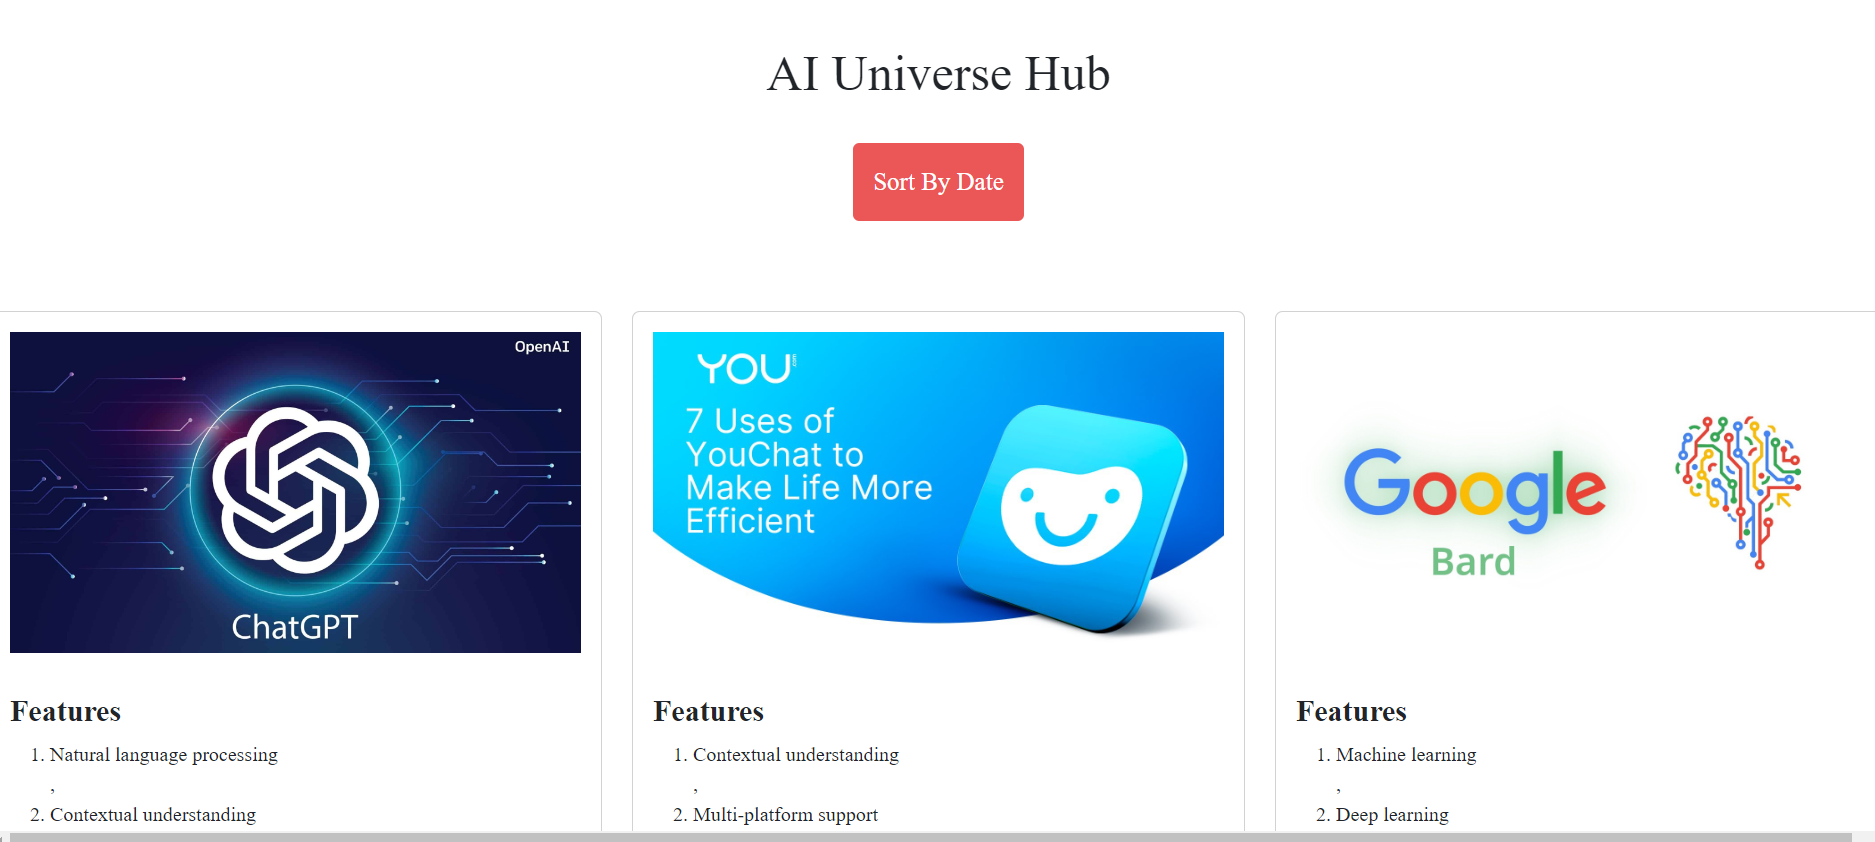 AI Universe Hub
Sort By Date
OpenAI
ChatGPT
YOU.com
7 Uses of
YouChat to
Make Life More
Efficient
Google
Bard
Features
1. Natural language processing
,
2. Contextual understanding
Features
1. Contextual understanding
,
2. Multi-platform support
Features
1. Machine learning
,
2. Deep learning